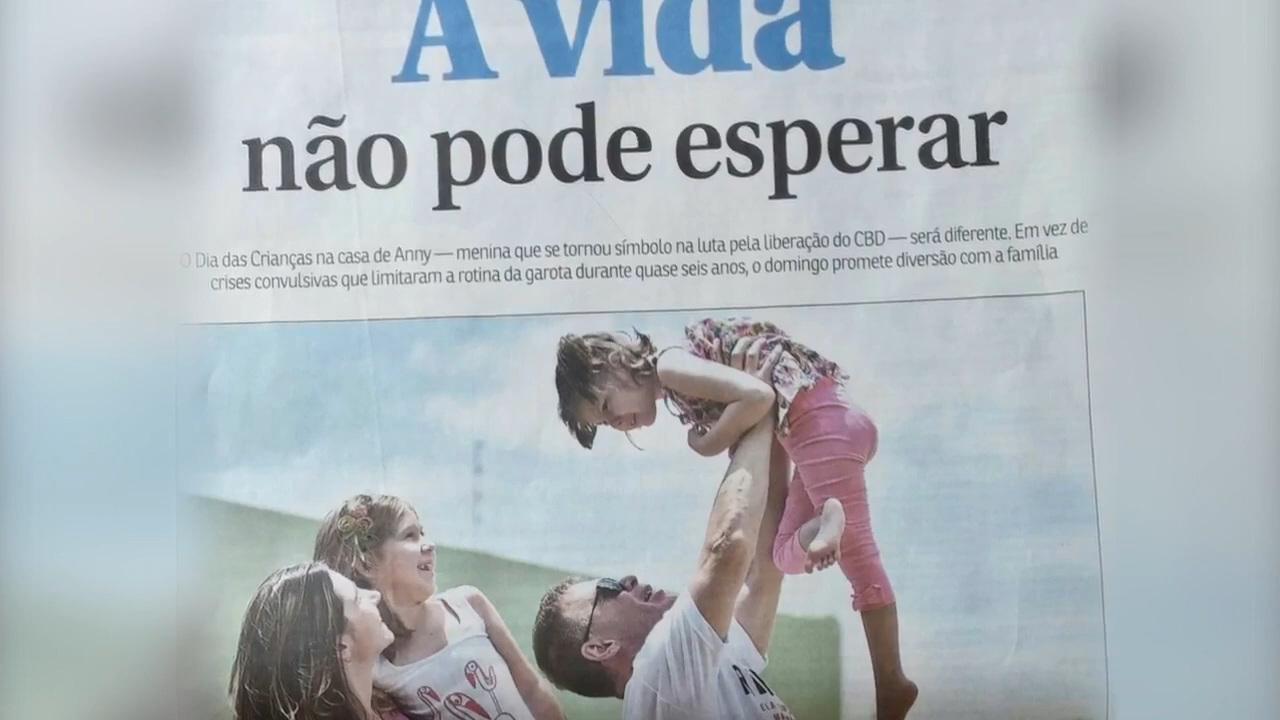 A vida
não pode esperar
O Dia das Crianças na casa de Anny — menina que se tornou símbolo na luta pela liberação do CBD — será diferente. Em vez de
crises convulsivas que limitaram a rotina da garota durante quase seis anos, o domingo promete diversão com a família